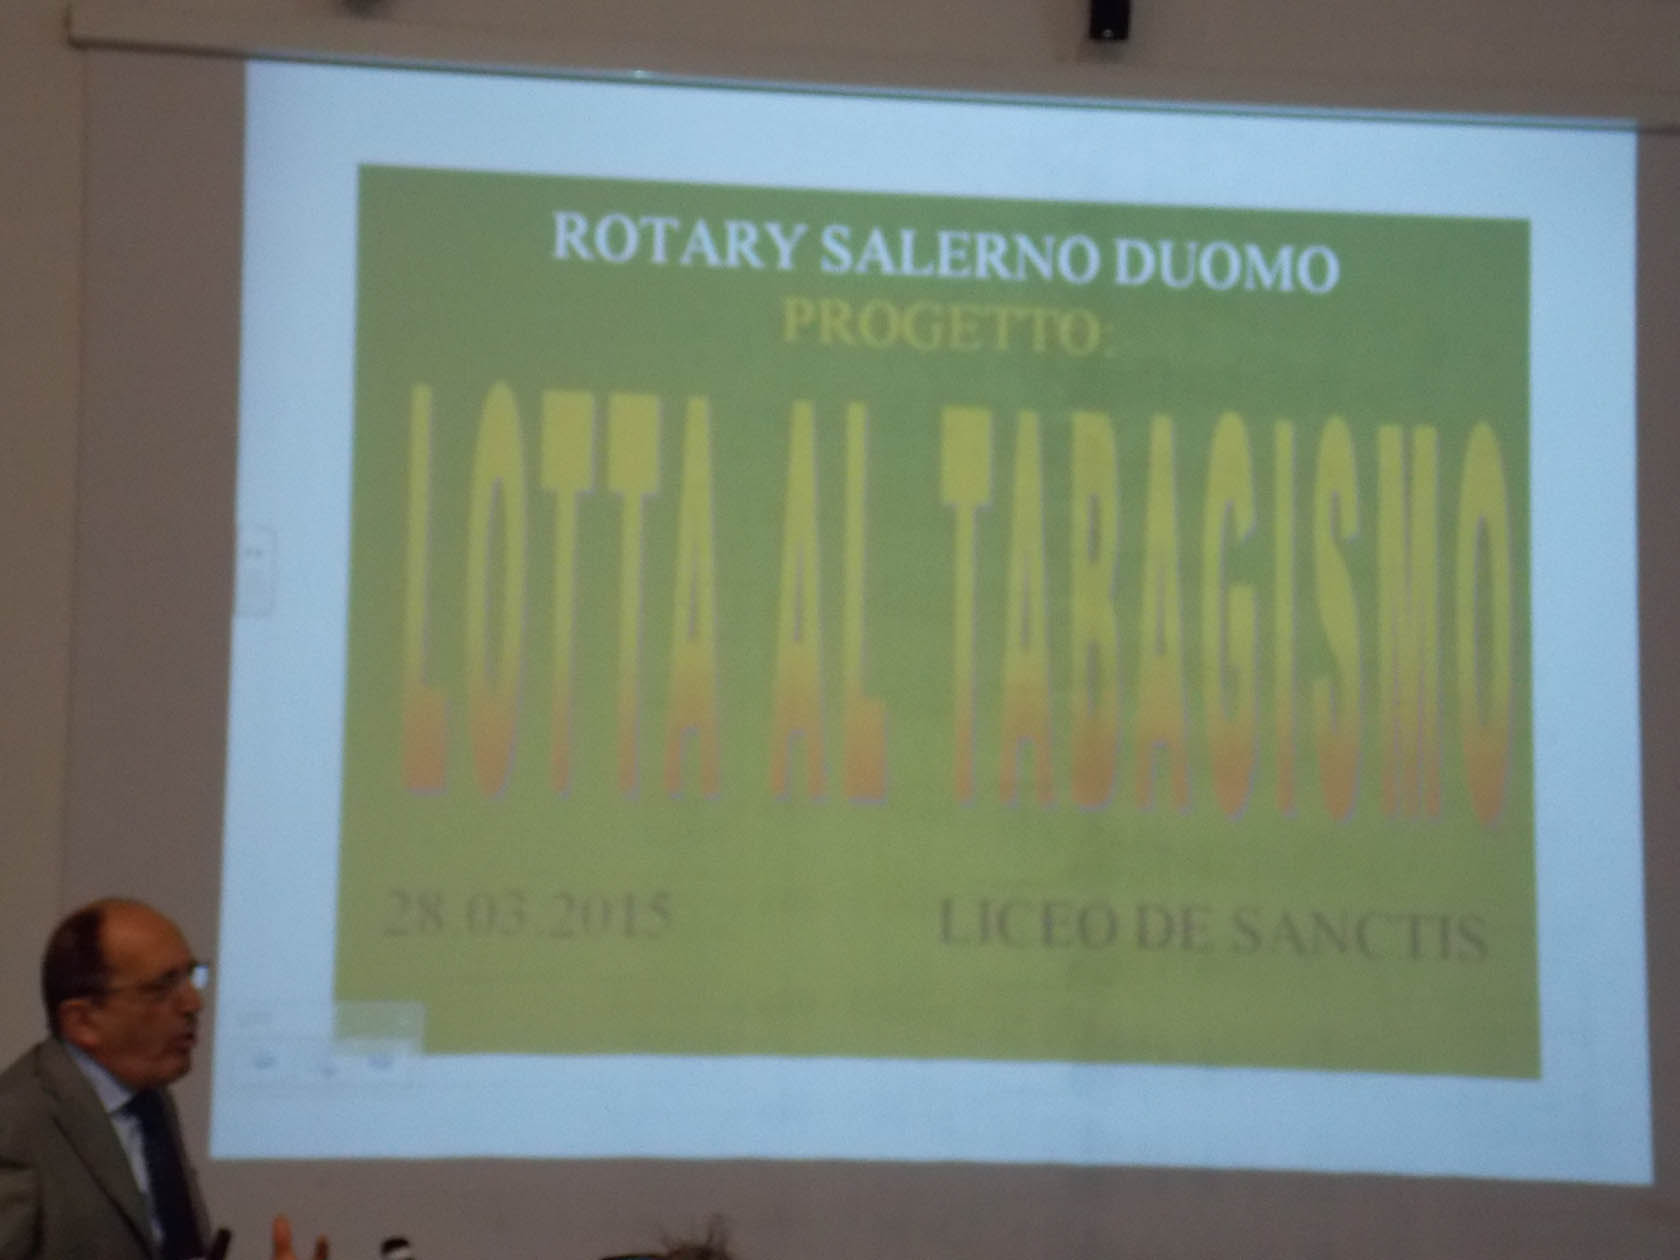 ROTARY SALERNO DUOMO
PROGETTO:
LOTTA AL TABAGISMO
28.03.2015 LICEO DE SANCTIS